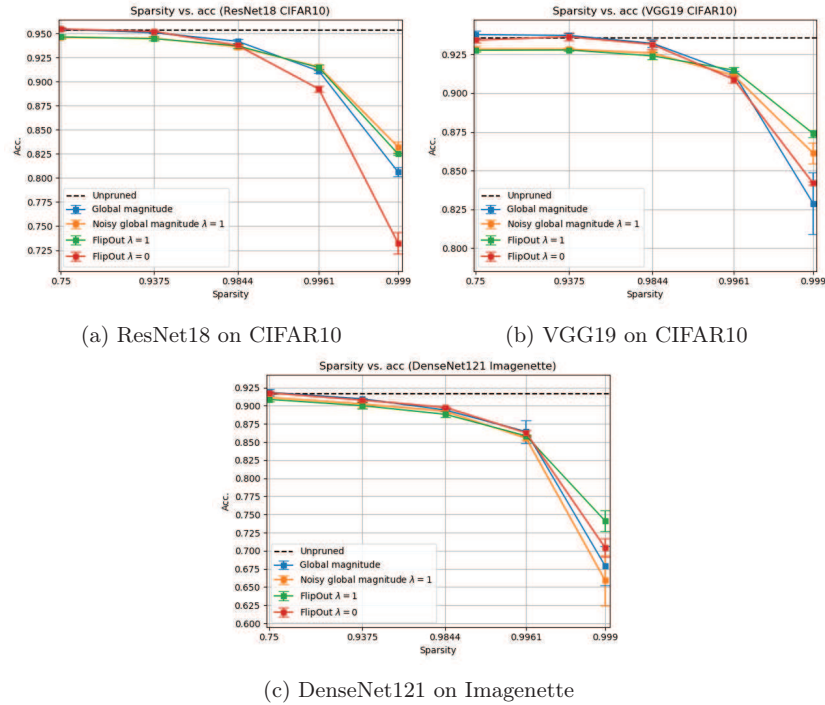 Sparsity vs. acc (ResNet18 CIFAR10)
0.950
0.925
0.900
0.875
0.850
0.825
0.800
0.775
0.750
0.725
Acc.
Unpruned
Global magnitude
Noisy global magnitude λ = 1
FlipOut λ = 1
FlipOut λ = 0
0.75 0.9375 0.9844 0.9961 0.999
Sparsity
(a) ResNet18 on CIFAR10
Sparsity vs. acc (VGG19 CIFAR10)
0.925
0.900
0.875
0.850
0.825
0.800
Acc.
Unpruned
Global magnitude
Noisy global magnitude λ = 1
FlipOut λ = 1
FlipOut λ = 0
0.75 0.9375 0.9844 0.9961 0.999
Sparsity
(b) VGG19 on CIFAR10
Sparsity vs. acc (DenseNet121 Imagenette)
0.925
0.900
0.875
0.850
0.825
0.800
0.775
0.750
0.725
0.700
0.675
0.650
0.625
0.600
Acc.
Unpruned
Global magnitude
Noisy global magnitude λ = 1
FlipOut λ = 1
FlipOut λ = 0
0.75 0.9375 0.9844 0.9961 0.999
Sparsity
(c) DenseNet121 on Imagenette